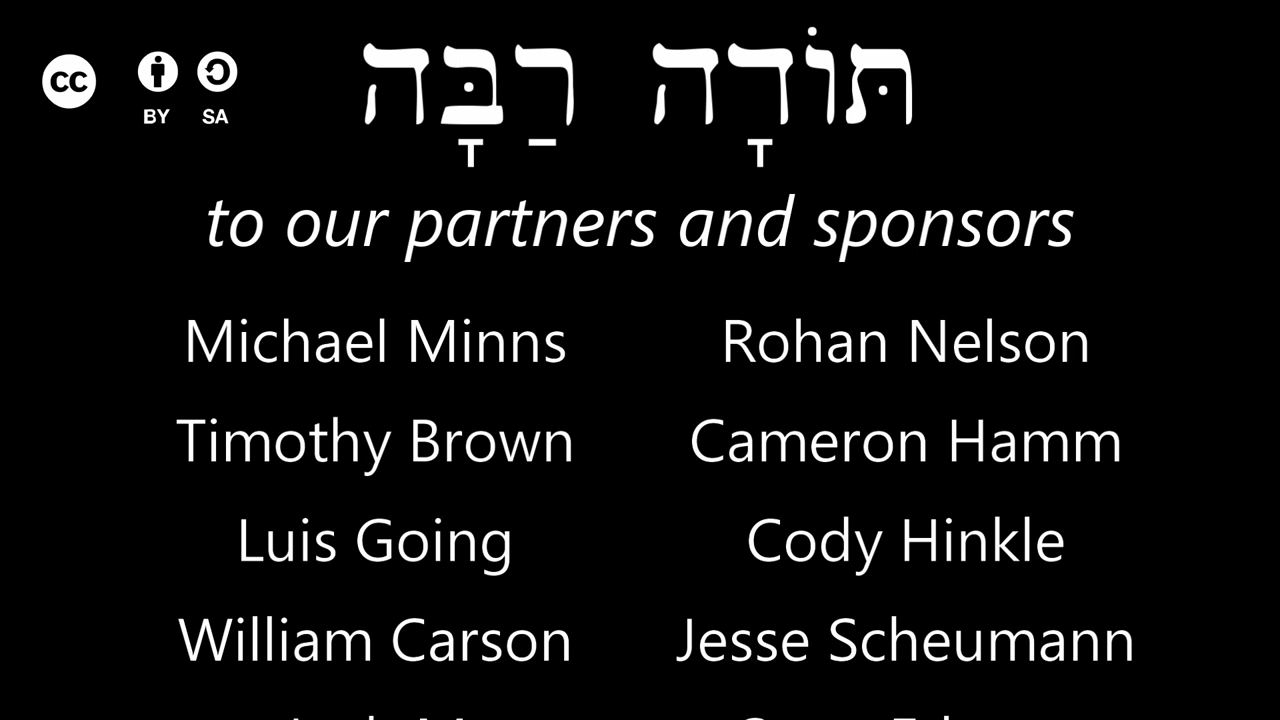 cc
BY SA
תּוֹדָה רַבָּה
to our partners and sponsors
Michael Minns Rohan Nelson
Timothy Brown Cameron Hamm
Luis Going Cody Hinkle
William Carson Jesse Scheumann